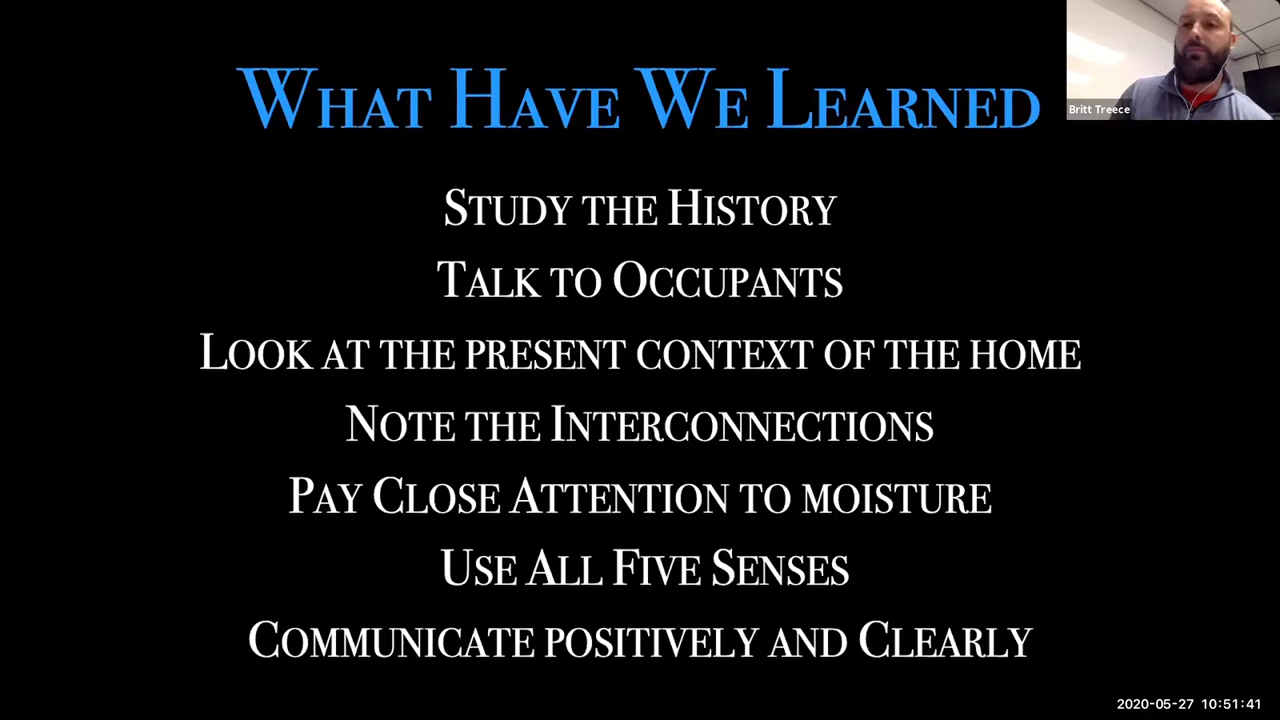 What Have We Learned
Britt Treece
Study the History
Talk to Occupants
Look at the present context of the home
Note the Interconnections
Pay Close Attention to moisture
Use All Five Senses
Communicate positively and Clearly
2020-05-27 10:51:41